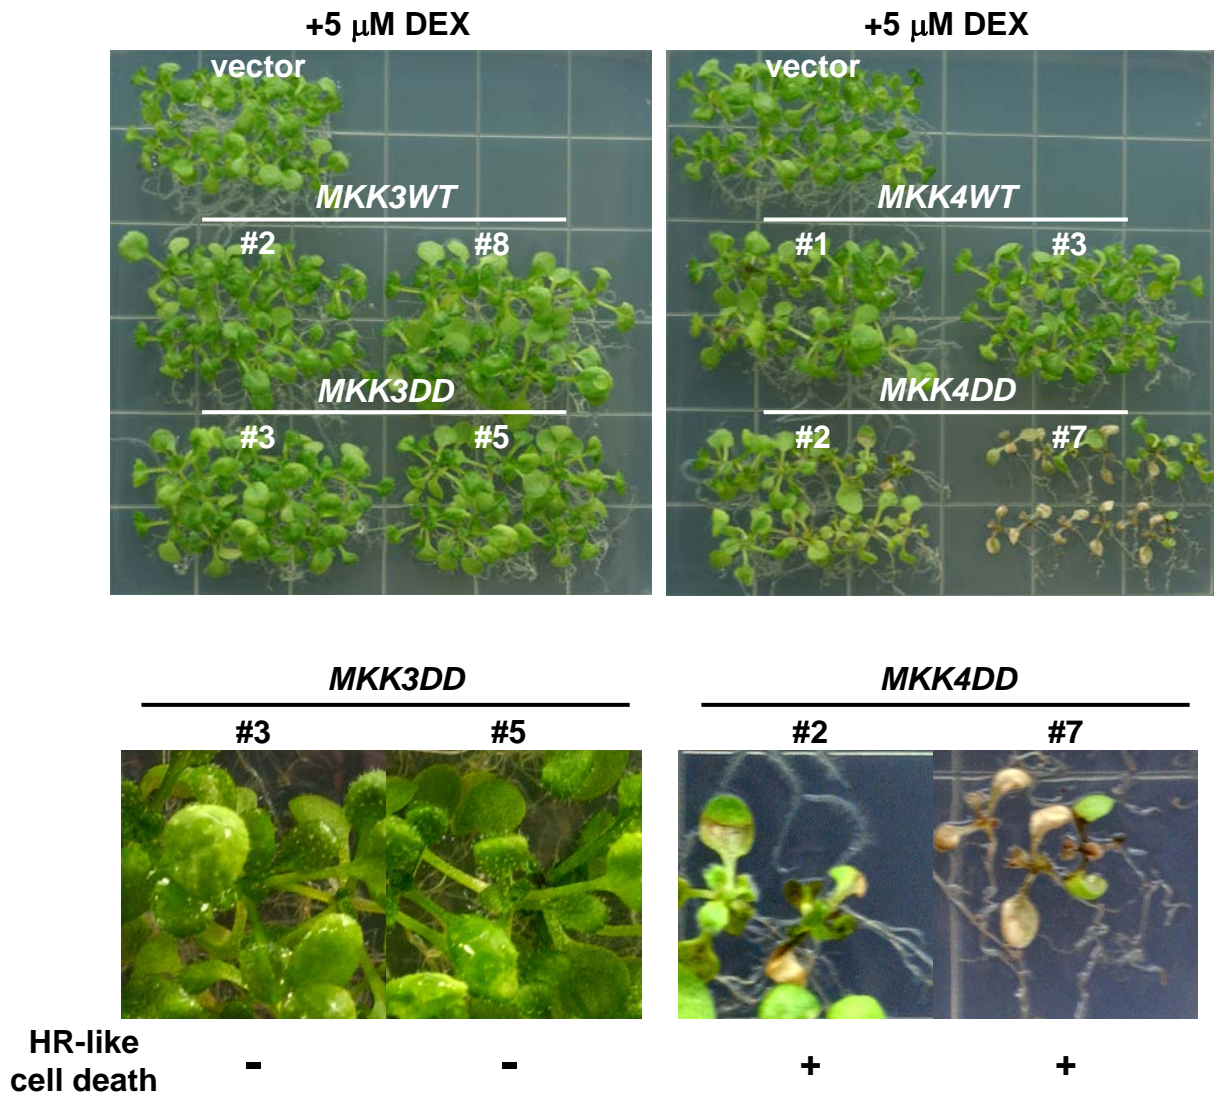 +5 μM DEX
+5 μM DEX
vector
vector
MKK3WT
MKK4WT
#2
#8
#1
#3
MKK3DD
MKK4DD
#3
#5
#2
#7
MKK3DD
MKK4DD
#3
#5
#2
#7
HR-like
cell death
-
-
+
+